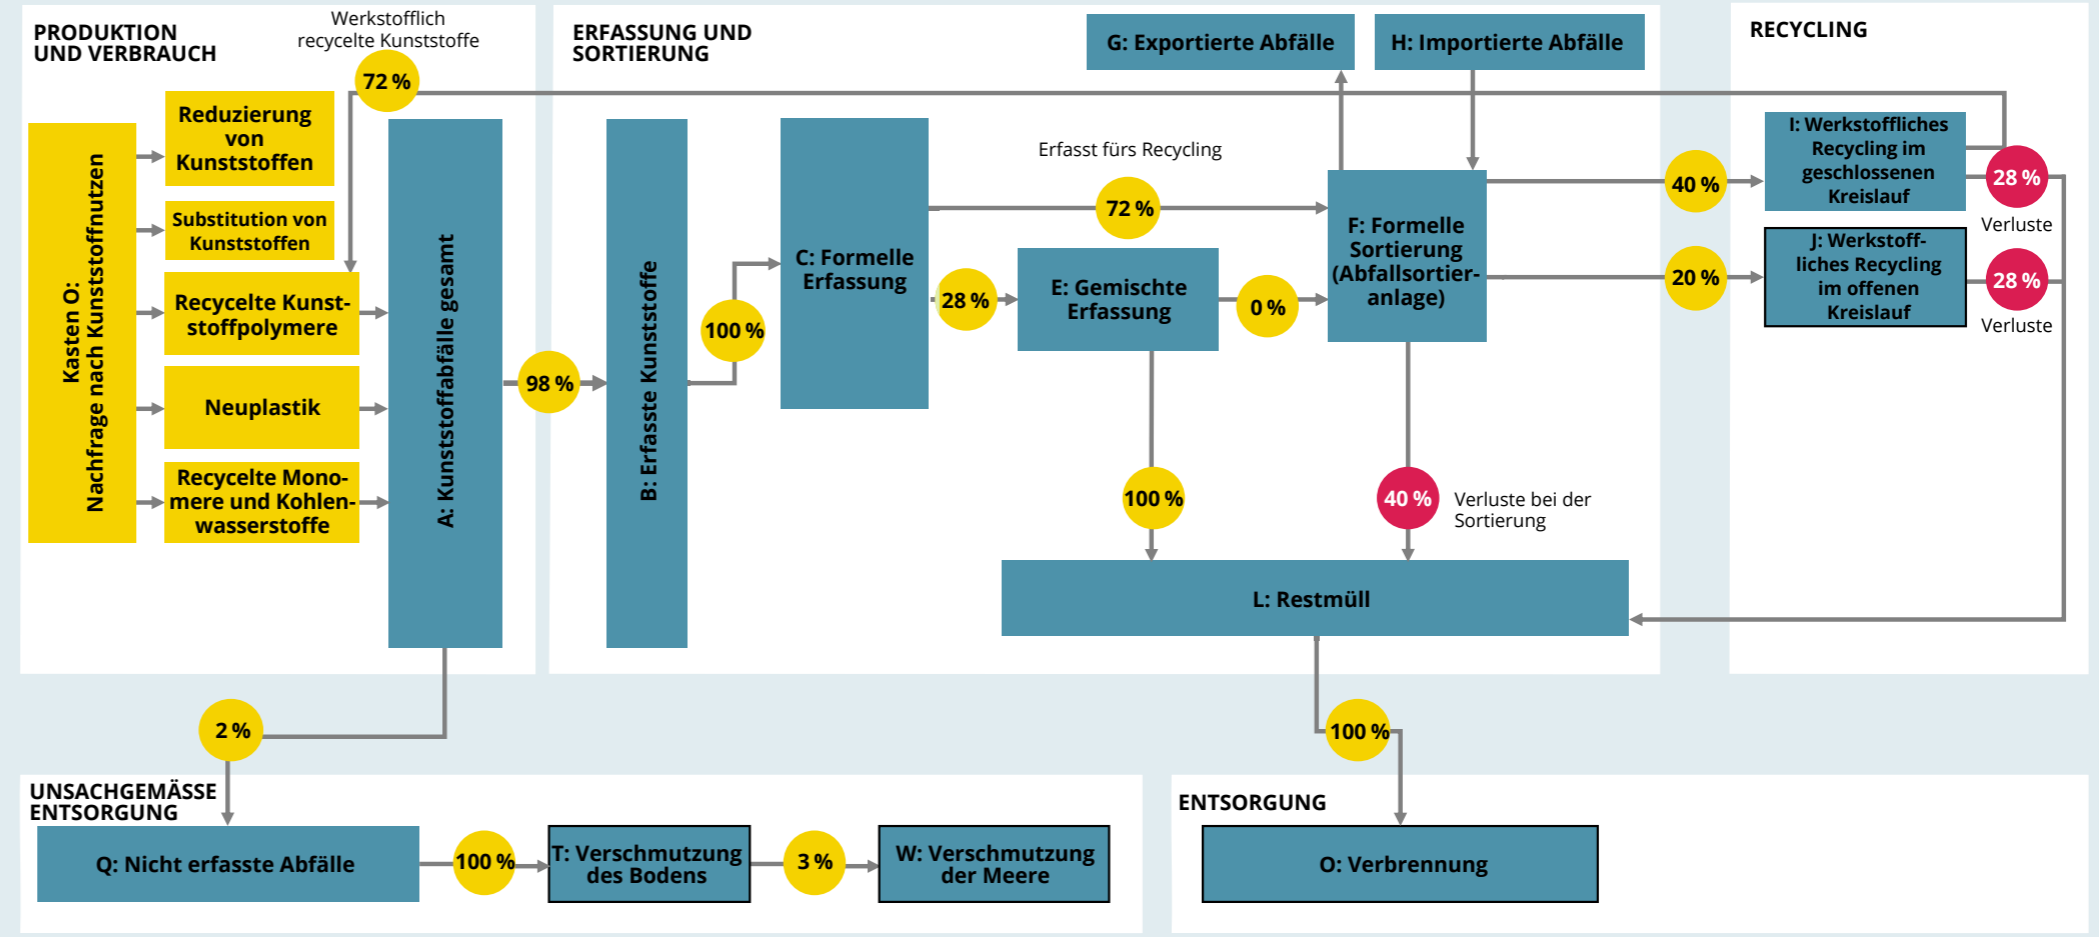 PRODUKTION
UND VERBRAUCH
Werkstofflich
recycelte Kunststoffe
72 %
Kasten O:
Nachfrage nach Kunststoffnutzen
Reduzierung
von
Kunststoffen
Substitution von
Kunststoffen
Recycelte Kunst-
stoffpolymere
Neuplastik
Recycelte Mono-
mere und Kohlen-
wasserstoffe
A: Kunststoffabfälle gesamt
98 %
ERFASSUNG UND
SORTIERUNG
B: Erfasste Kunststoffe
100 %
C: Formelle
Erfassung
Erfasst fürs Recycling
72 %
28 %
E: Gemischte
Erfassung
0 %
100 %
G: Exportierte Abfälle
H: Importierte Abfälle
F: Formelle
Sortierung
(Abfallsortier-
anlage)
40 %
Verluste bei der
Sortierung
L: Restmüll
40 %
20 %
RECYCLING
I: Werkstoffliches
Recycling im
geschlossenen
Kreislauf
28 %
Verluste
J: Werkstoff-
liches Recycling
im offenen
Kreislauf
28 %
Verluste
2 %
100 %
UNSACHGEMÄSSE
ENTSORGUNG
Q: Nicht erfasste Abfälle
100 %
T: Verschmutzung
des Bodens
3 %
W: Verschmutzung
der Meere
ENTSORGUNG
O: Verbrennung